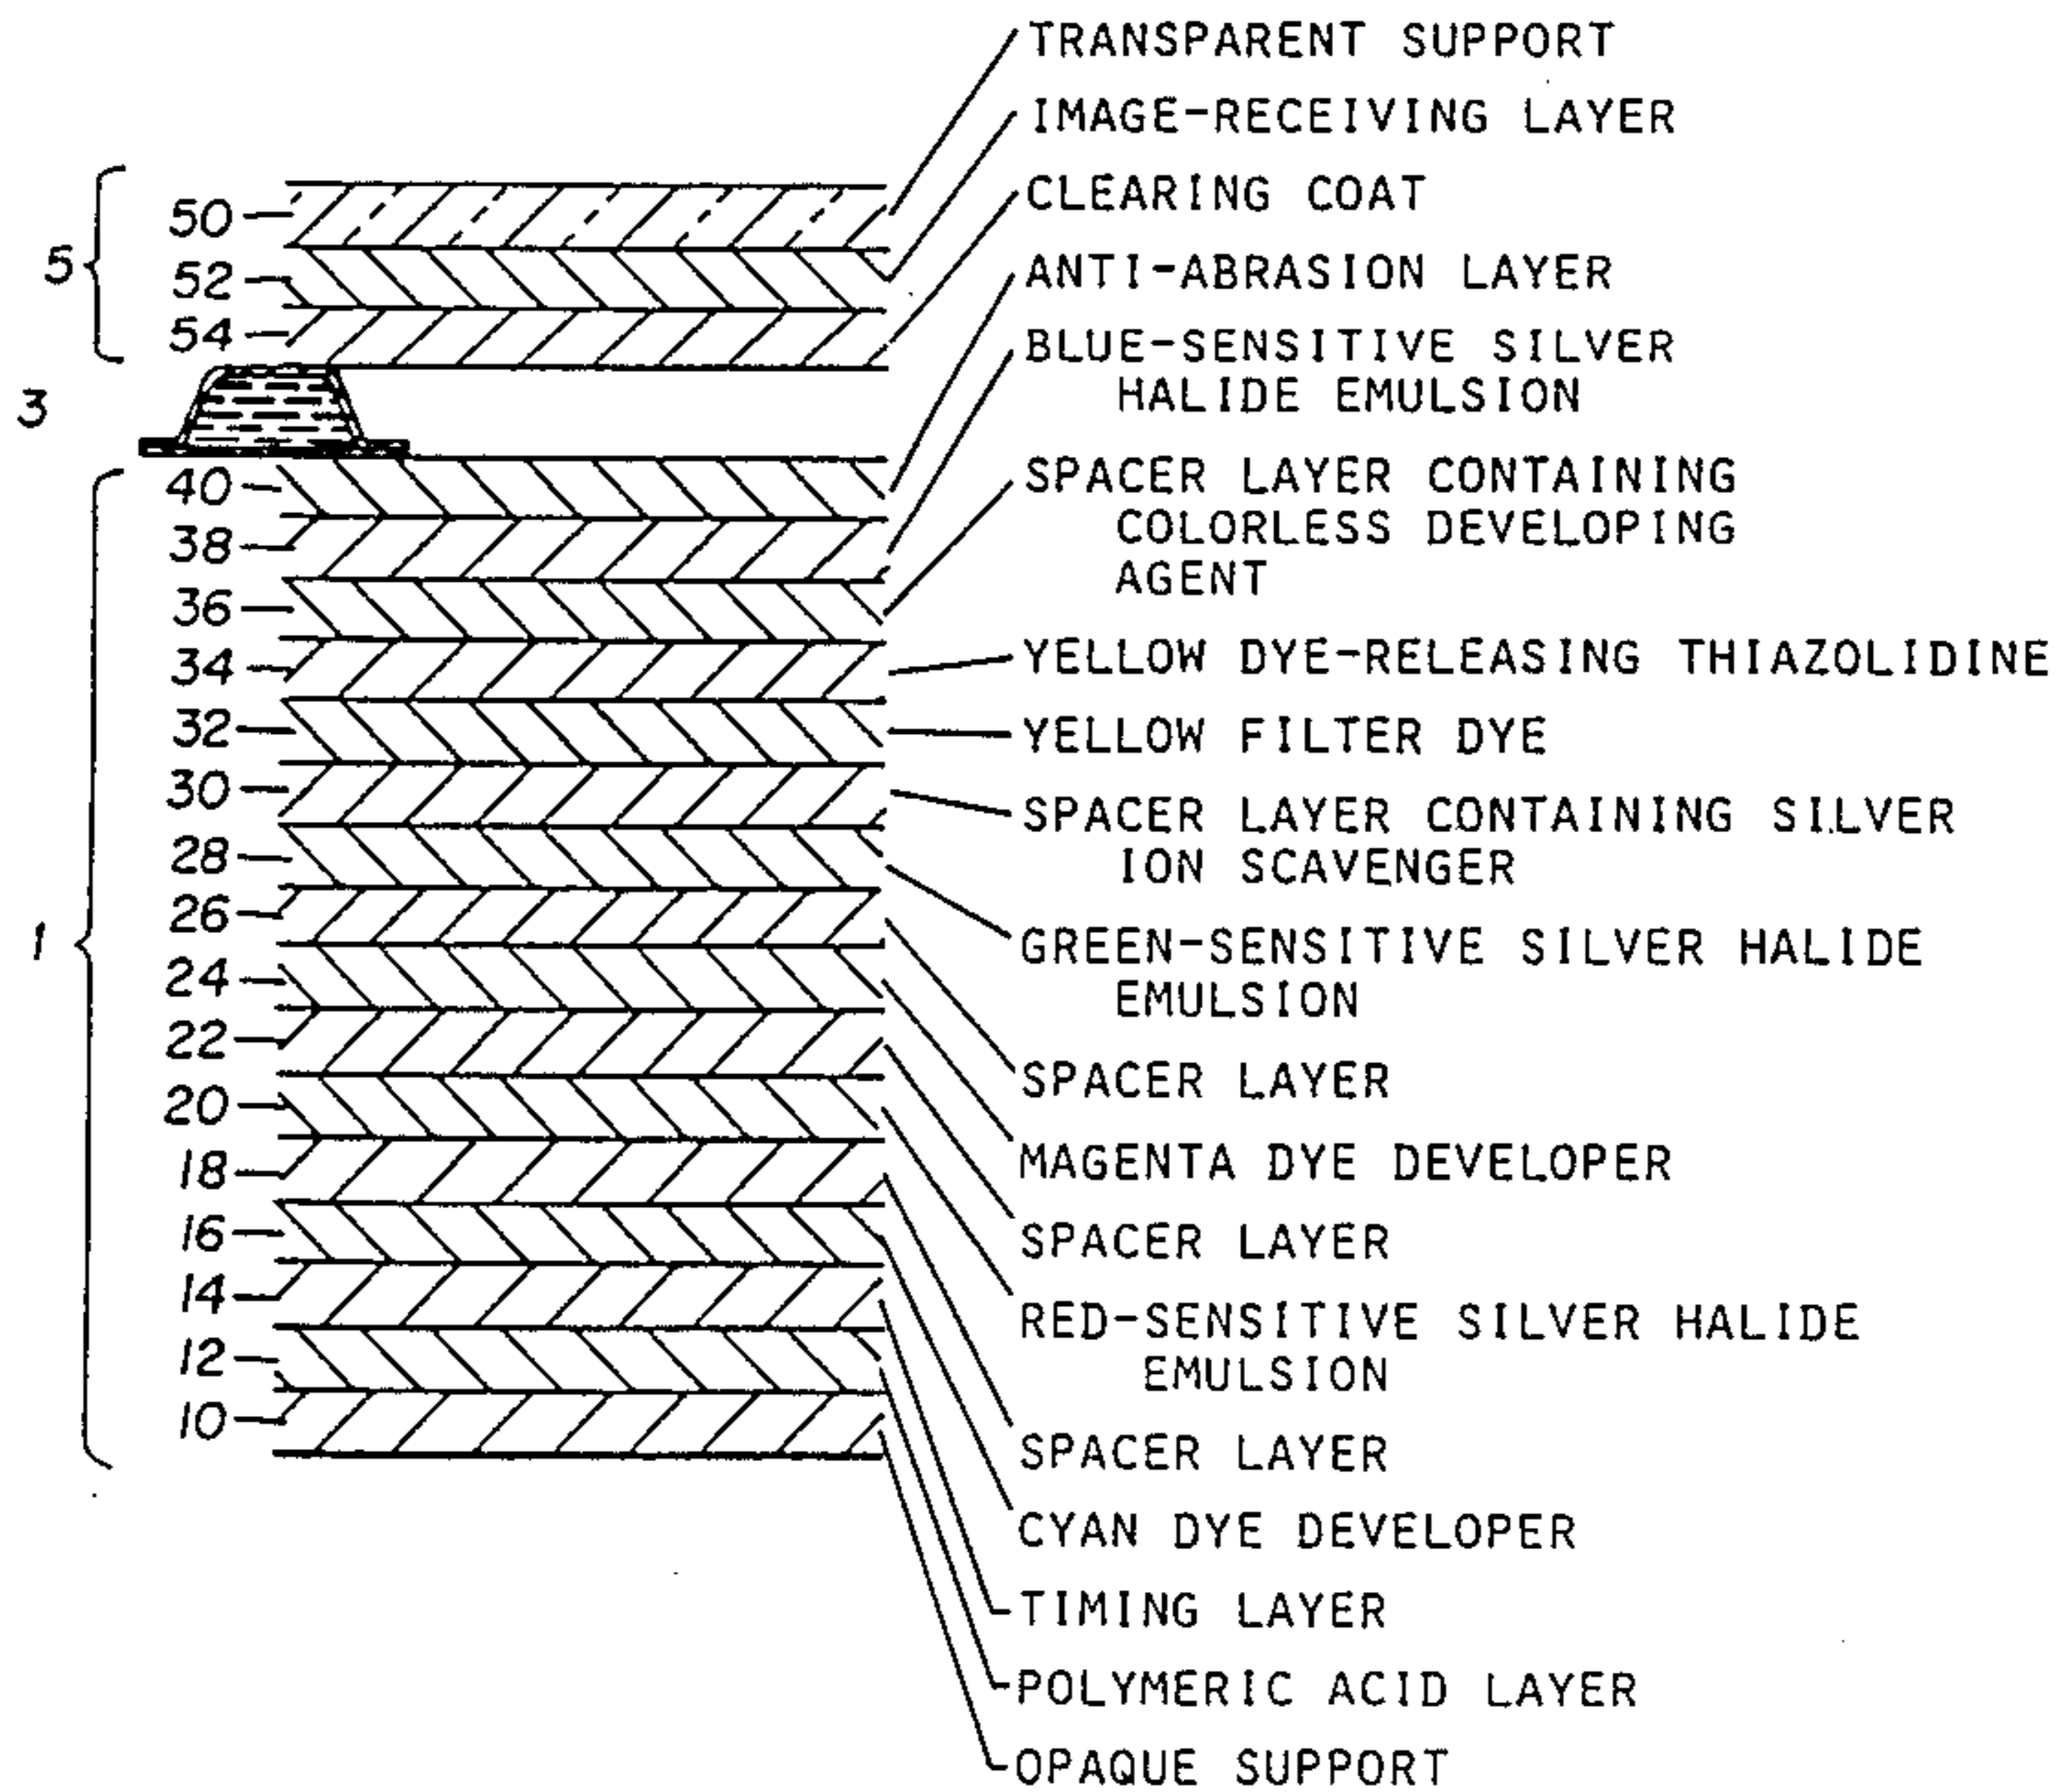 TRANSPARENT SUPPORT
IMAGE-RECEIVING LAYER
CLEARING COAT
ANTI-ABRASION LAYER
BLUE-SENSITIVE SILVER
HALIDE EMULSION
SPACER LAYER CONTAINING
COLORLESS DEVELOPING
AGENT
YELLOW DYE-RELEASING THIAZOLIDINE
YELLOW FILTER DYE
SPACER LAYER CONTAINING SILVER
ION SCAVENGER
GREEN-SENSITIVE SILVER HALIDE
EMULSION
SPACER LAYER
MAGENTA DYE DEVELOPER
SPACER LAYER
RED-SENSITIVE SILVER HALIDE
EMULSION
SPACER LAYER
CYAN DYE DEVELOPER
TIMING LAYER
POLYMERIC ACID LAYER
OPAQUE SUPPORT
5
50
52
54
3
1
40
38
36
34
32
30
28
26
24
22
20
18
16
14
12
10